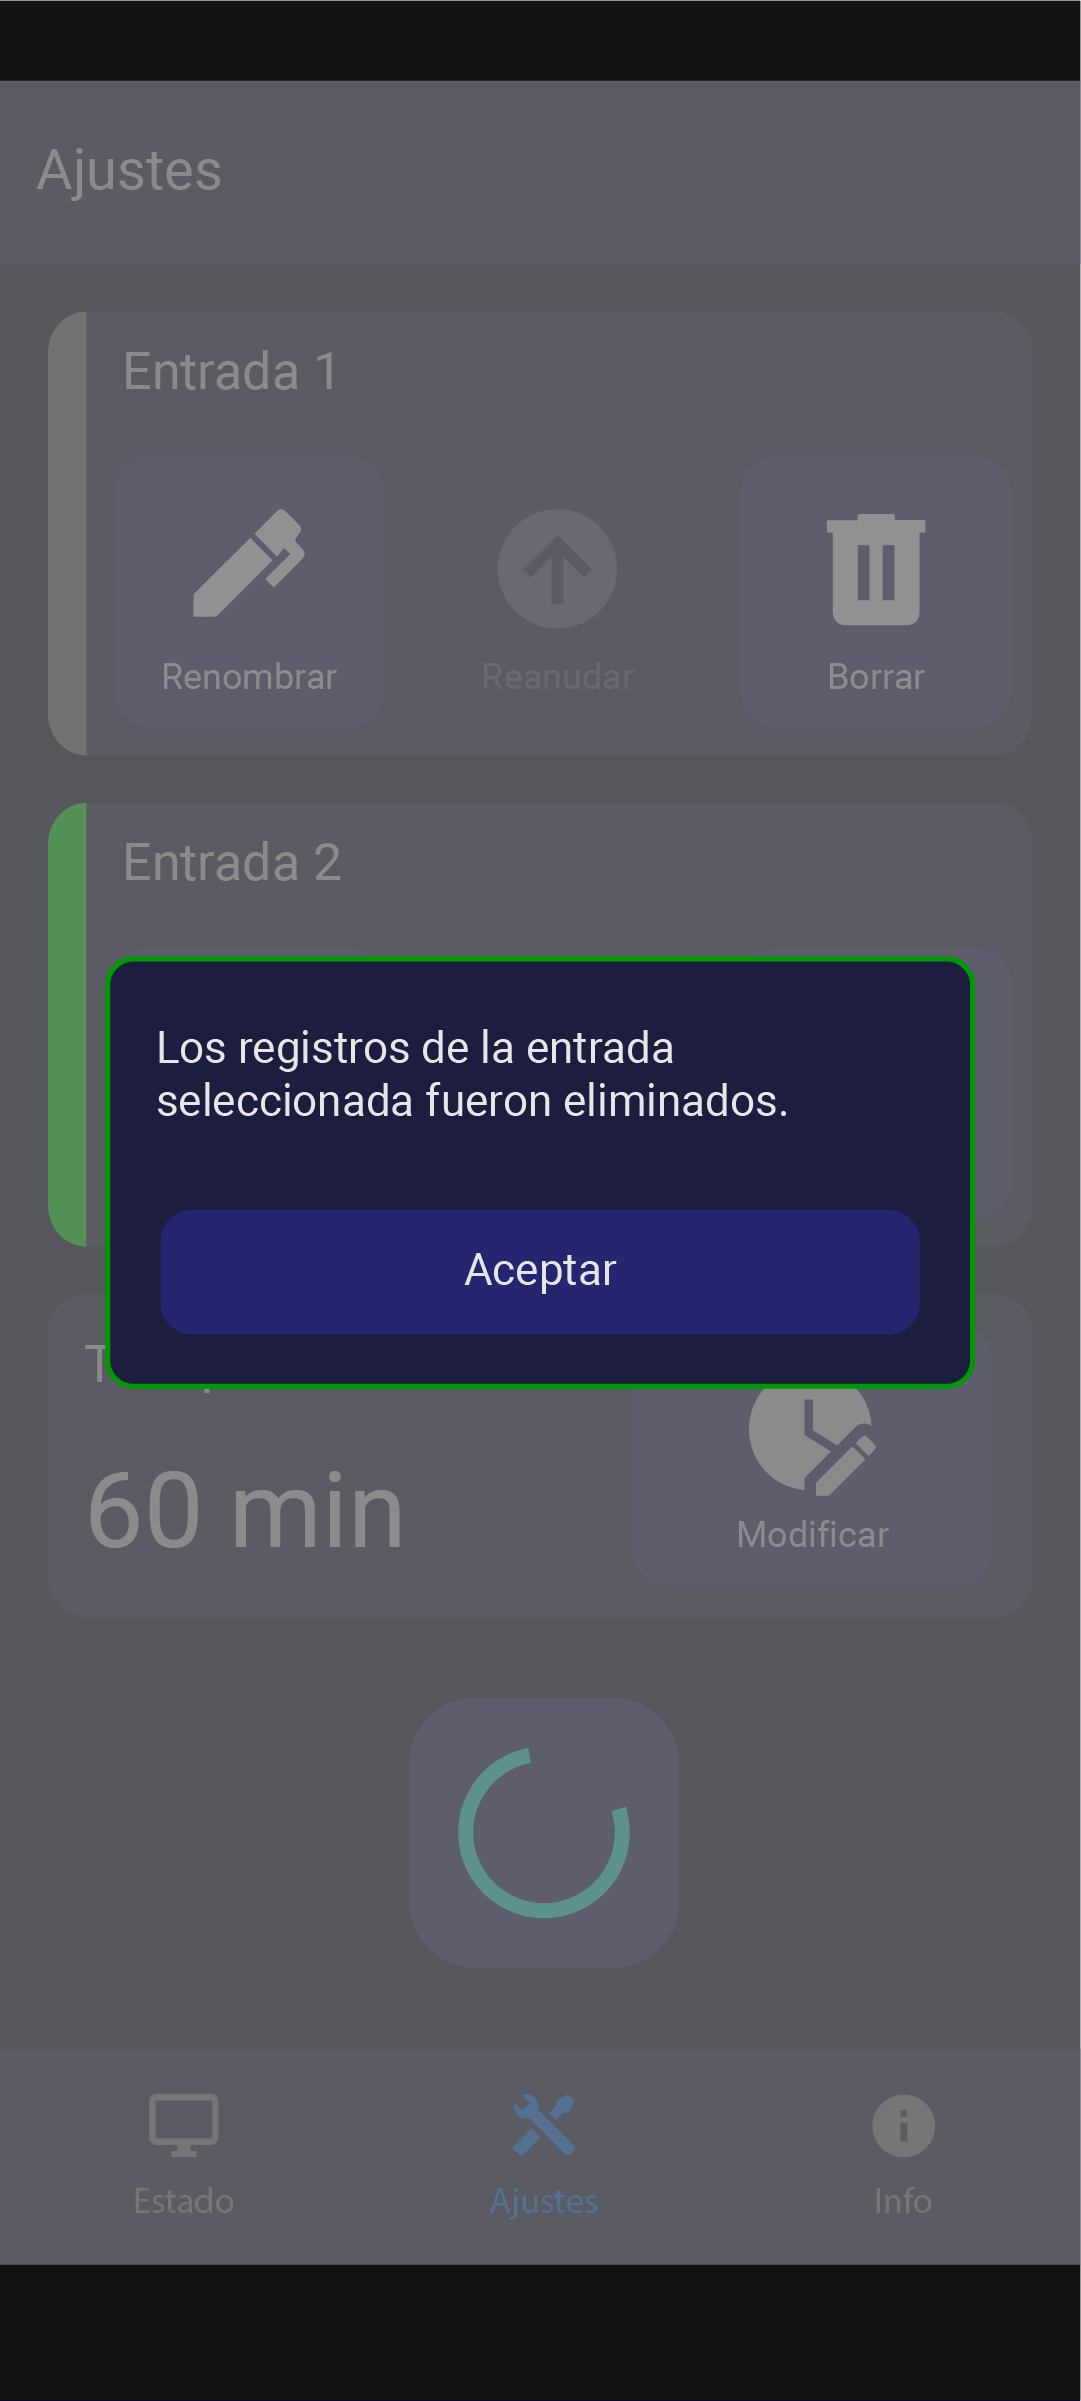 Ajustes
Entrada 1
Renombrar
Reanudar
Borrar
Entrada 2
Los registros de la entrada
seleccionada fueron eliminados.
Aceptar
60 min
Modificar
Estado
Ajustes
Info